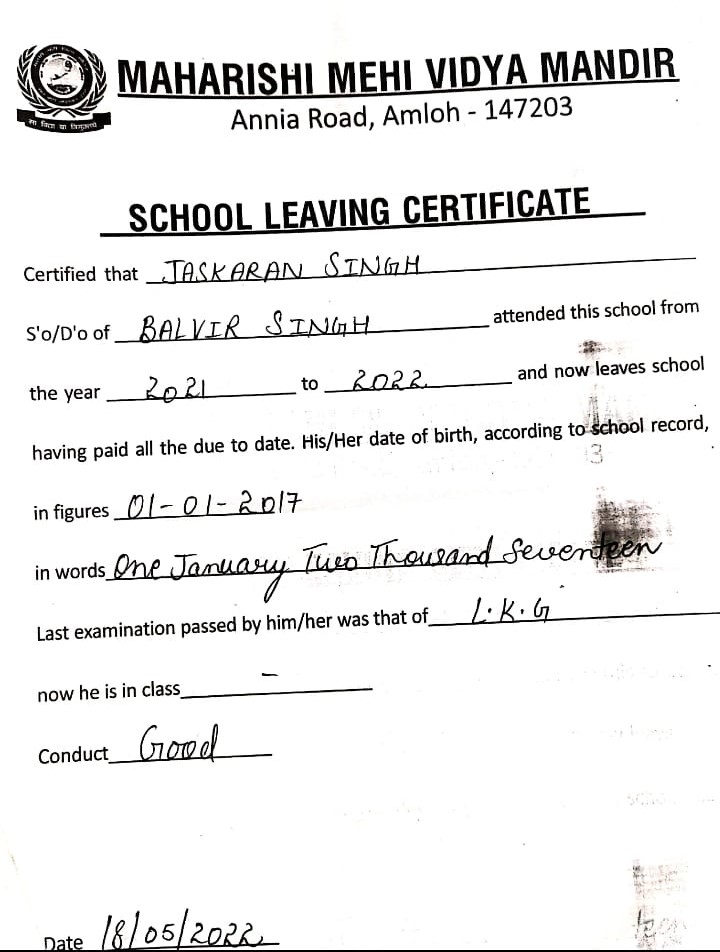 सा विद्या या विमुक्तये
MAHARISHI MEHI VIDYA MANDIR
Annia Road, Amloh - 147203
SCHOOL LEAVING CERTIFICATE
Certified that JASKARAN SINGH
S'o/D'o of BALVIR SINGH attended this school from
the year 2021 to 2022 and now leaves school
having paid all the due to date. His/Her date of birth, according to school record,
3
in figures 01-01-2017
in words One January Two Thousand Seventeen
Last examination passed by him/her was that of L.K.G
now he is in class -
Conduct Good
Date 18/05/2022